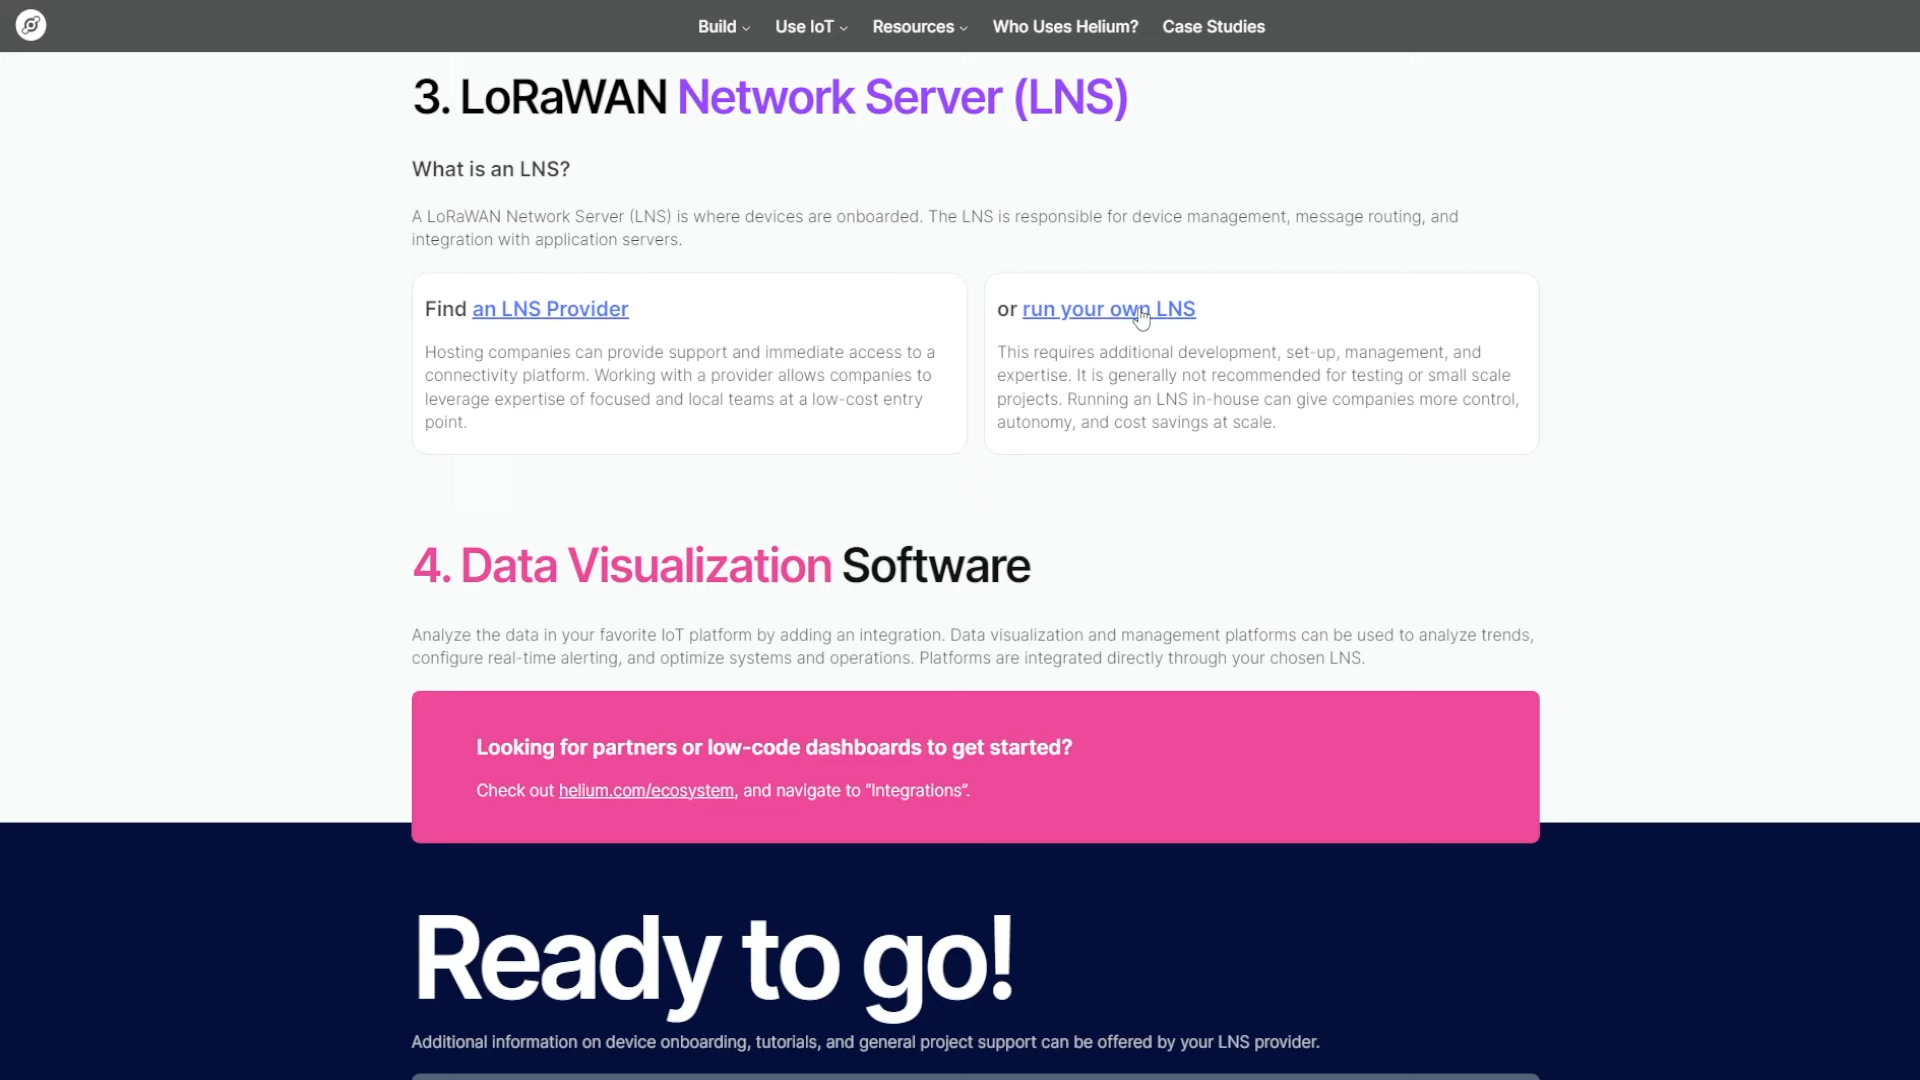 Build Use IoT Resources Who Uses Helium? Case Studies
3. LoRaWAN Network Server (LNS)
What is an LNS?
A LoRaWAN Network Server (LNS) is where devices are onboarded. The LNS is responsible for device management, message routing, and
integration with application servers.
Find an LNS Provider
Hosting companies can provide support and immediate access to a
connectivity platform. Working with a provider allows companies to
leverage expertise of focused and local teams at a low-cost entry
point.
or run your own LNS
This requires additional development, set-up, management, and
expertise. It is generally not recommended for testing or small scale
projects. Running an LNS in-house can give companies more control,
autonomy, and cost savings at scale.
4. Data Visualization Software
Analyze the data in your favorite IoT platform by adding an integration. Data visualization and management platforms can be used to analyze trends,
configure real-time alerting, and optimize systems and operations. Platforms are integrated directly through your chosen LNS.
Looking for partners or low-code dashboards to get started?
Check out helium.com/ecosystem, and navigate to “Integrations”.
Ready to go!
Additional information on device onboarding, tutorials, and general project support can be offered by your LNS provider.